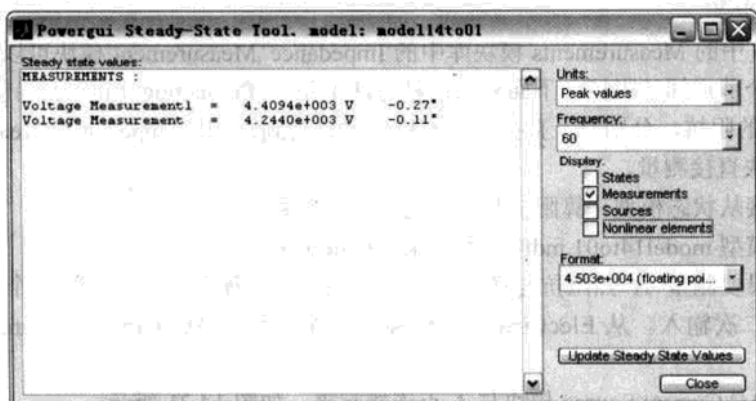 Powergui Steady-State Tool. model: model14to01
Steady state values:
MEASUREMENTS :
Voltage Measurement1 = 4.4094e+003 V -0.27°
Voltage Measurement = 4.2440e+003 V -0.11°
Units:
Peak values
Frequency:
60
Display:
States
Measurements
Sources
Nonlinear elements
Format:
4.503e+004 (floating poi...
Update Steady State Values
Close